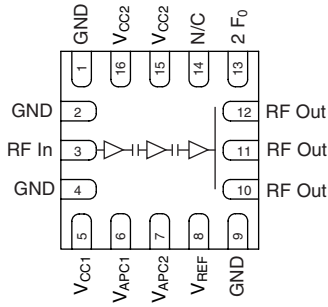 GND
VCC2
VCC2
N/C
2 F0
1
16
15
14
13
GND
2
12
RF Out
RF In
3
11
RF Out
GND
4
10
RF Out
5
6
7
8
9
VCC1
VAPC1
VAPC2
VREF
GND